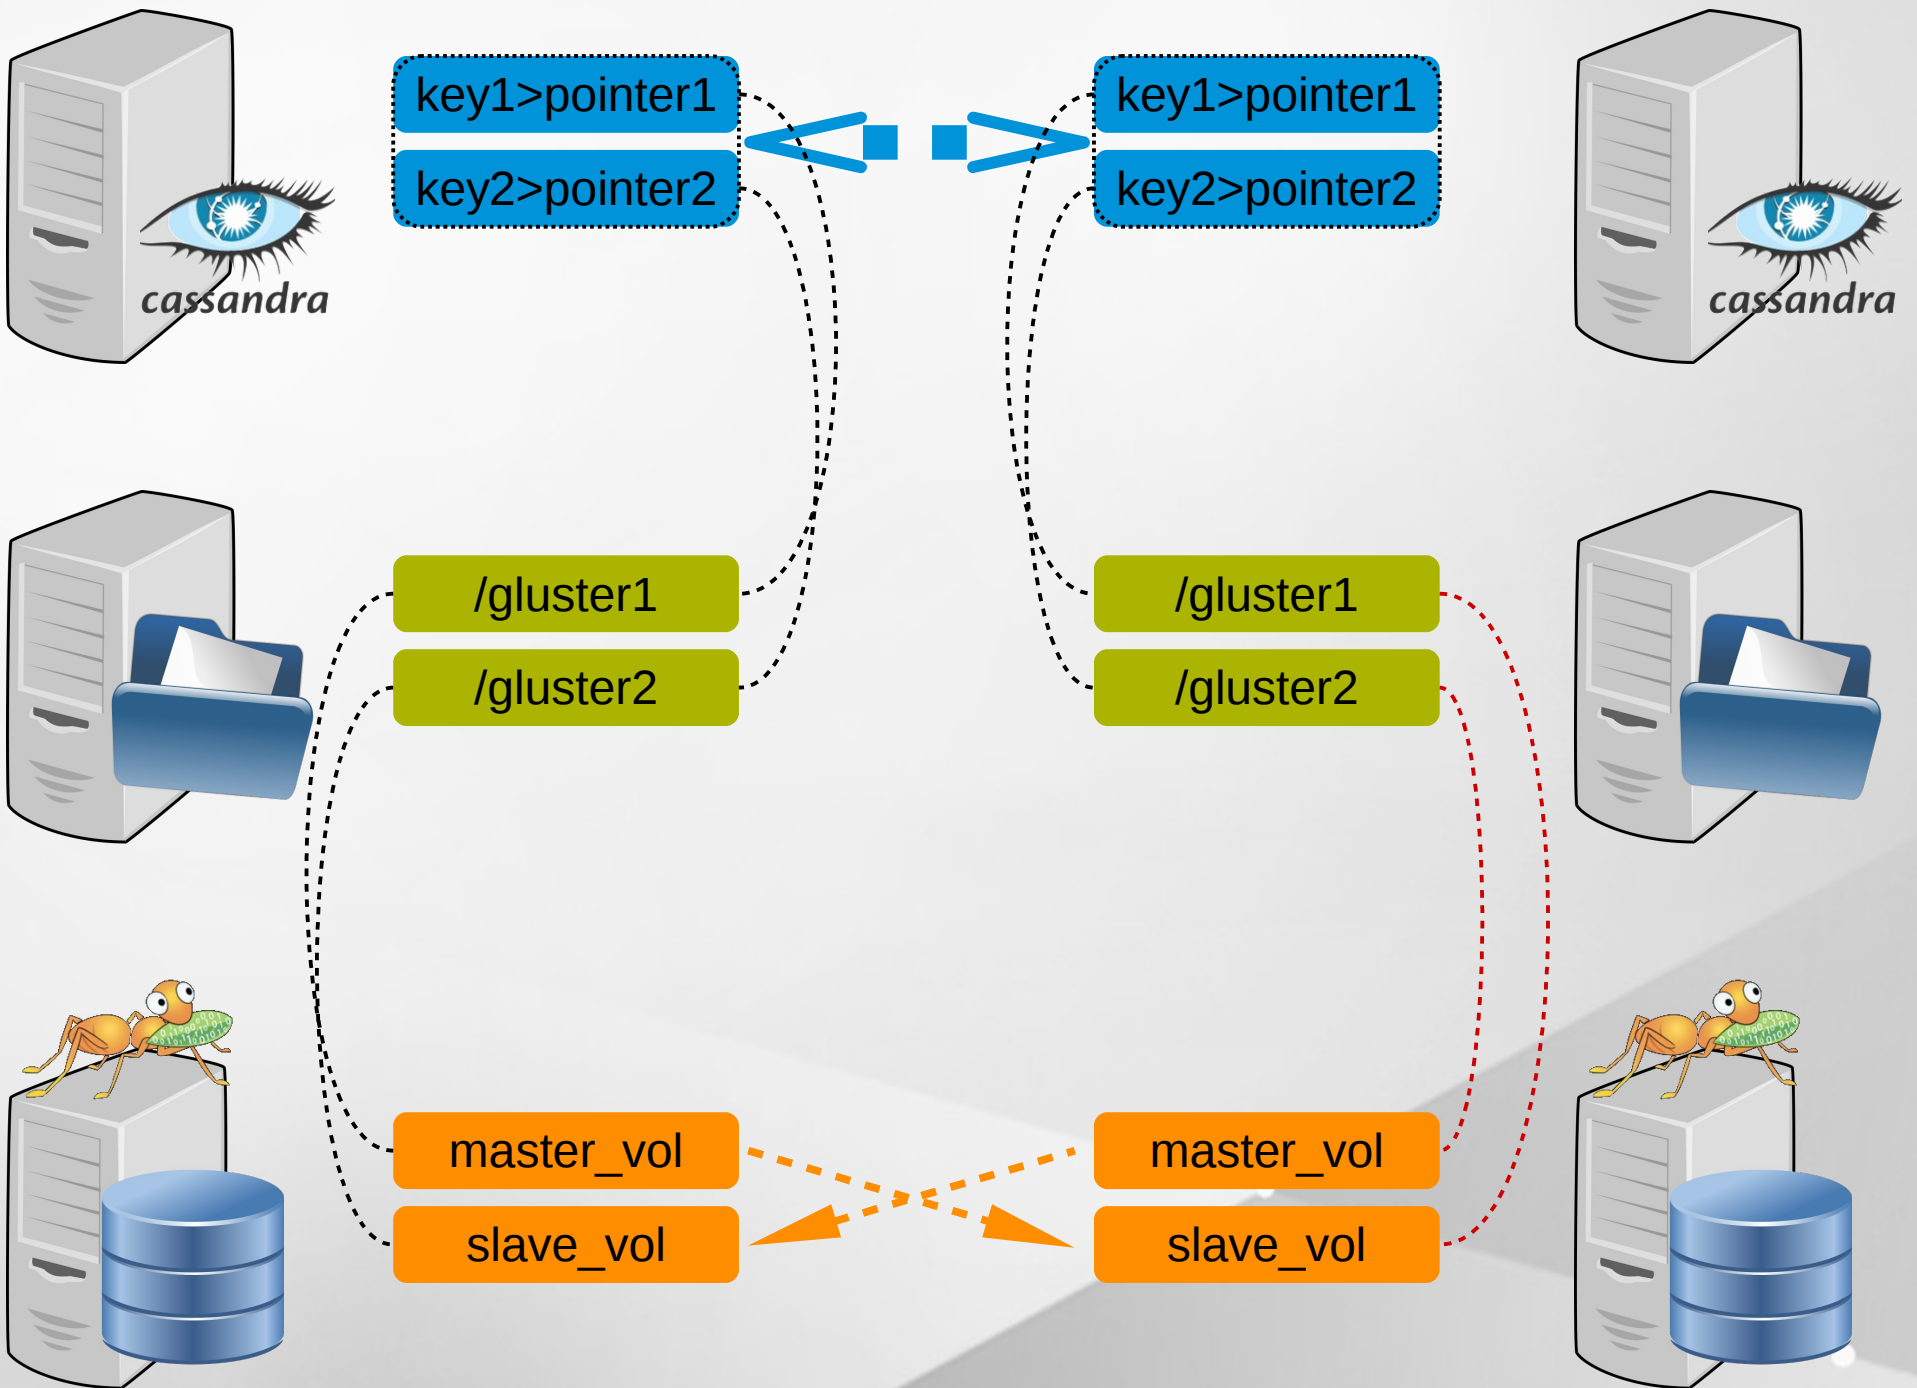 key1>pointer1
key1>pointer1
key2>pointer2
key2>pointer2
cassandra
cassandra
/gluster1
/gluster1
/gluster2
/gluster2
master_vol
master_vol
slave_vol
slave_vol